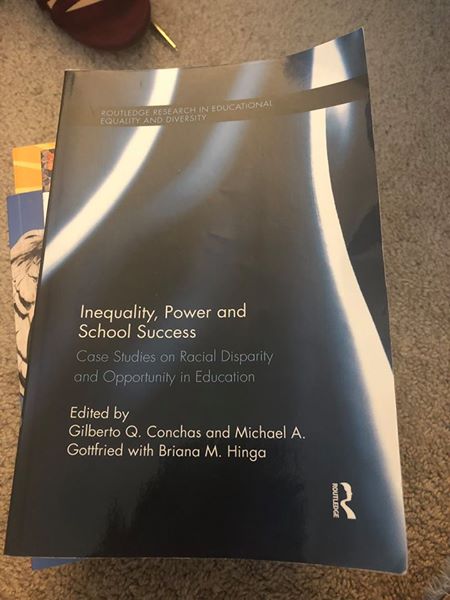 ROUTLEDGE RESEARCH IN EDUCATIONAL
EQUALITY AND DIVERSITY
Inequality, Power and
School Success
Case Studies on Racial Disparity
and Opportunity in Education
Edited by
Gilberto Q. Conchas and Michael A.
Gottfried with Briana M. Hinga
ROUTLEDGE